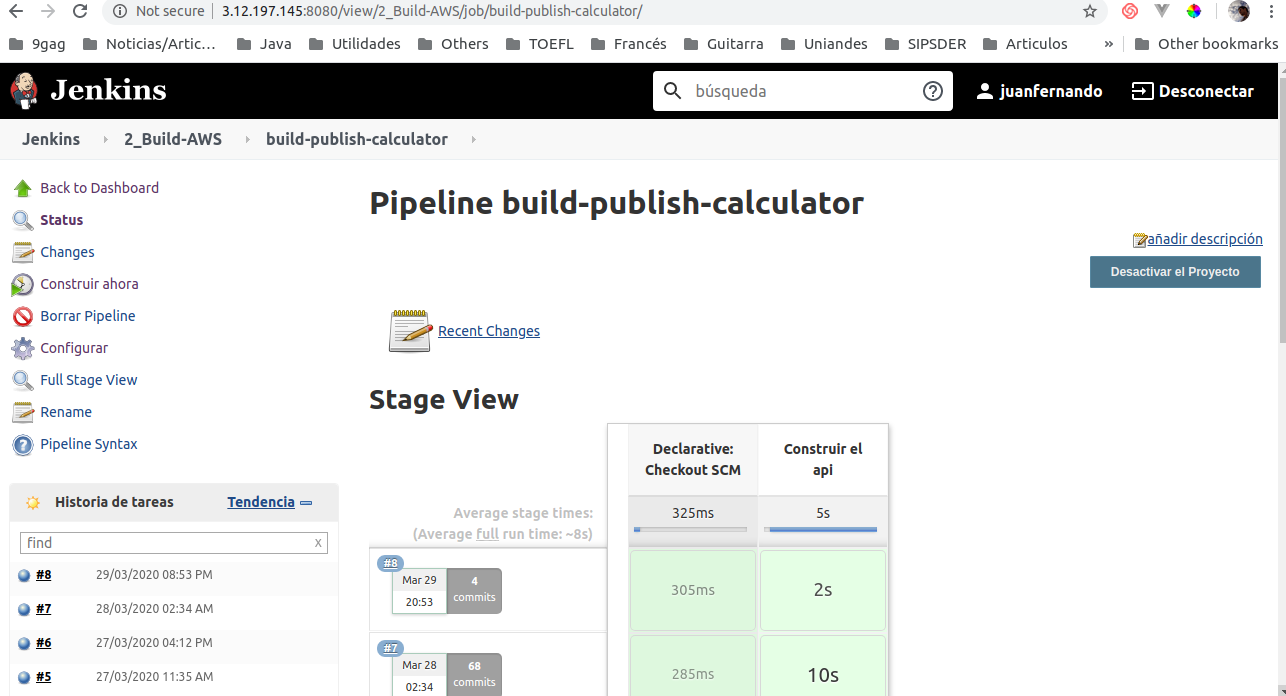 Not secure | 3.12.197.145:8080/view/2_Build-AWS/job/build-publish-calculator/
9gag Noticias/Artic… Java Utilidades Others TOEFL Francés Guitarra Uniandes SIPSDER Articulos » Other bookmarks
Jenkins búsqueda juanfernando Desconectar
Jenkins 2_Build-AWS build-publish-calculator
Back to Dashboard
Status
Changes
Construir ahora
Borrar Pipeline
Configurar
Full Stage View
Rename
Pipeline Syntax
Historia de tareas Tendencia
find x
#8 29/03/2020 08:53 PM
#7 28/03/2020 02:34 AM
#6 27/03/2020 04:12 PM
#5 27/03/2020 11:35 AM
Pipeline build-publish-calculator
añadir descripción
Desactivar el Proyecto
Recent Changes
Stage View
Declarative:
Checkout SCM
Construir el
api
Average stage times:
(Average full run time: ~8s)
325ms 5s
#8
Mar 29
20:53
4
commits
305ms 2s
#7
Mar 28
02:34
68
commits
285ms 10s